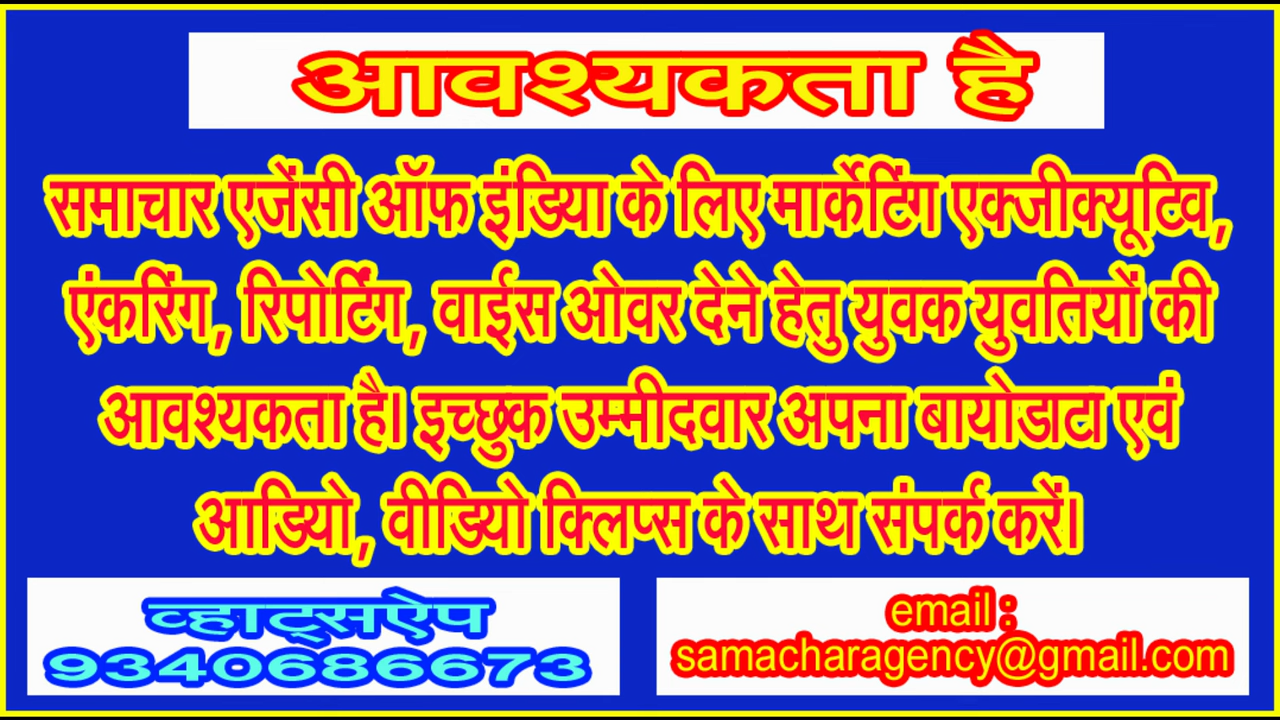 आवश्यकता है
समाचार एजेंसी ऑफ इंडिया के लिए मार्केटिंग एक्जीक्यूटिव,
एंकरिंग, रिपोर्टिंग, वाईस ओवर देने हेतु युवक युवतियों की
आवश्यकता है। इच्छुक उम्मीदवार अपना बायोडाटा एवं
आडियो, वीडियो क्लिप्स के साथ संपर्क करें।
व्हाट्सऐप
9340686673
email :
samacharagency@gmail.com